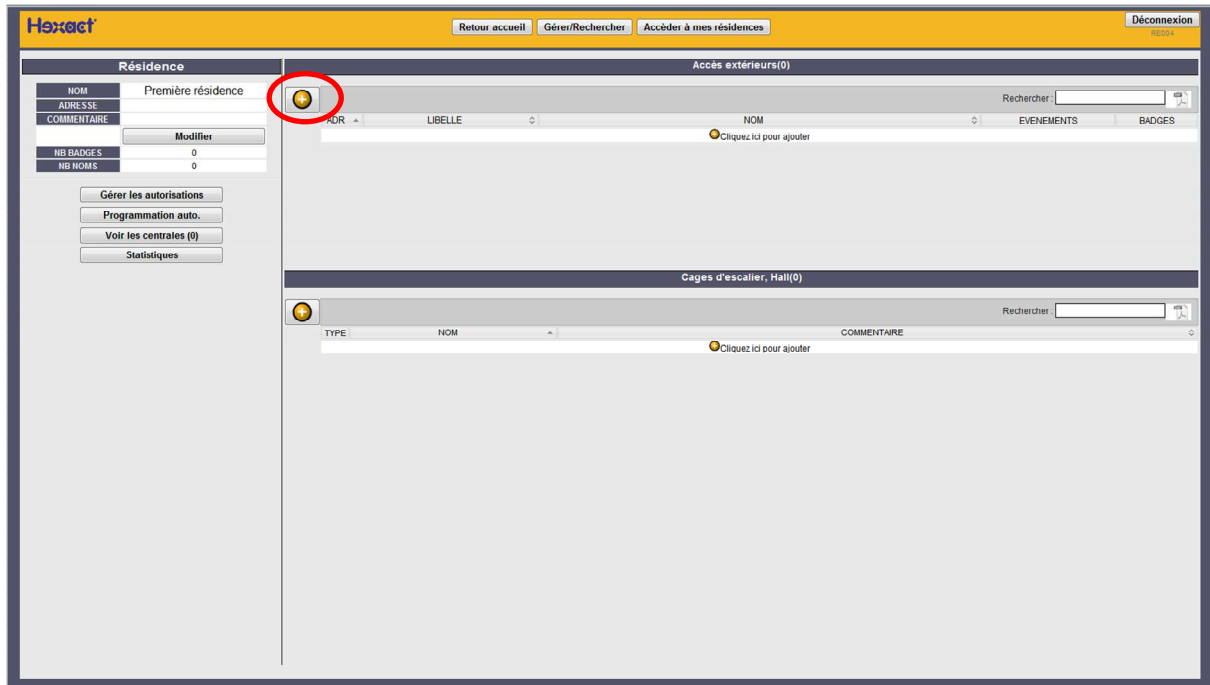 Hexact
Retour accueil Gérer/Rechercher Accèder à mes résidences
Déconnexion
RE004
Résidence
NOM Première résidence
ADRESSE
COMMENTAIRE
Modifier
NB BADGES 0
NB NOMS 0
Gérer les autorisations
Programmation auto.
Voir les centrales (0)
Statistiques
Accès extérieurs(0)
Rechercher :
ADR LIBELLE NOM EVENEMENTS BADGES
Cliquez ici pour ajouter
Cages d'escalier, Hall(0)
Rechercher :
TYPE NOM COMMENTAIRE
Cliquez ici pour ajouter